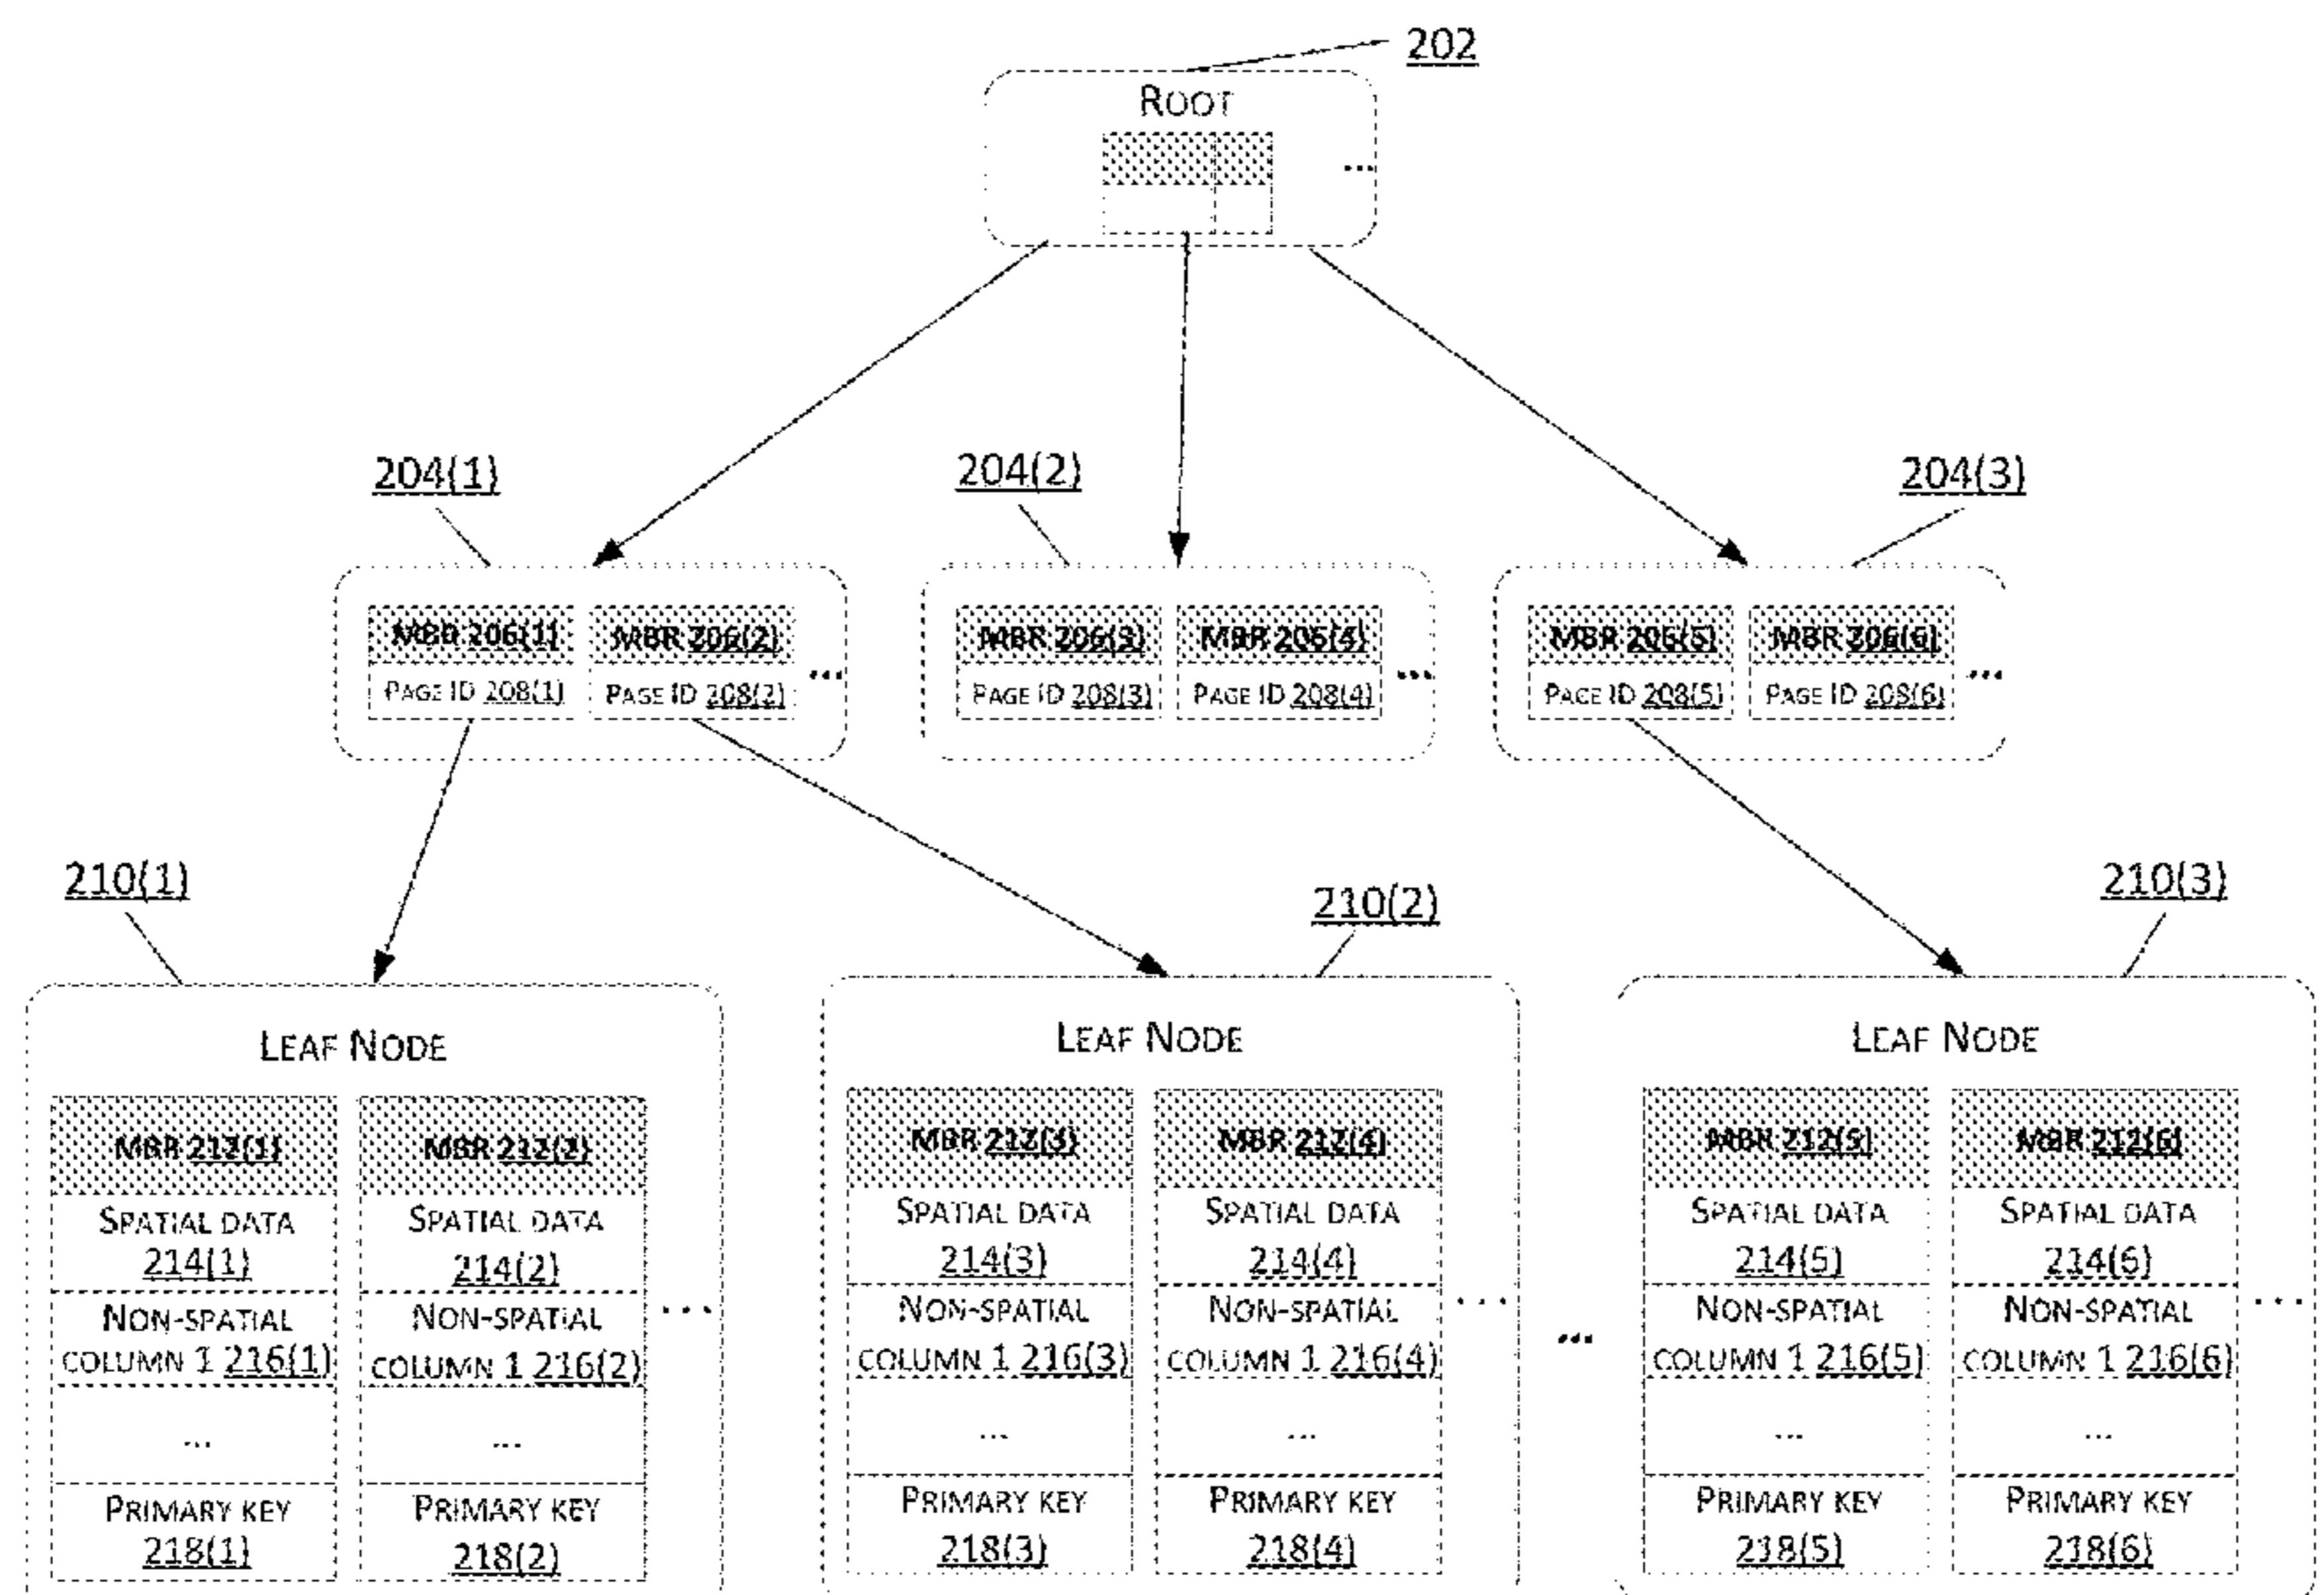 202
ROOT
...
204(1)
204(2)
204(3)
MBR 206(1)
MBR 206(2)
...
PAGE ID 208(1)
PAGE ID 208(2)
MBR 206(3)
MBR 206(4)
...
PAGE ID 208(3)
PAGE ID 208(4)
MBR 206(5)
MBR 206(6)
...
PAGE ID 208(5)
PAGE ID 208(6)
210(1)
210(2)
210(3)
LEAF NODE
MBR 212(1)
SPATIAL DATA
214(1)
NON-SPATIAL
COLUMN 1 216(1)
...
PRIMARY KEY
218(1)
MBR 212(2)
SPATIAL DATA
214(2)
NON-SPATIAL
COLUMN 1 216(2)
...
PRIMARY KEY
218(2)
...
LEAF NODE
MBR 212(3)
SPATIAL DATA
214(3)
NON-SPATIAL
COLUMN 1 216(3)
...
PRIMARY KEY
218(3)
MBR 212(4)
SPATIAL DATA
214(4)
NON-SPATIAL
COLUMN 1 216(4)
...
PRIMARY KEY
218(4)
...
...
LEAF NODE
MBR 212(5)
SPATIAL DATA
214(5)
NON-SPATIAL
COLUMN 1 216(5)
...
PRIMARY KEY
218(5)
MBR 212(6)
SPATIAL DATA
214(6)
NON-SPATIAL
COLUMN 1 216(6)
...
PRIMARY KEY
218(6)
...